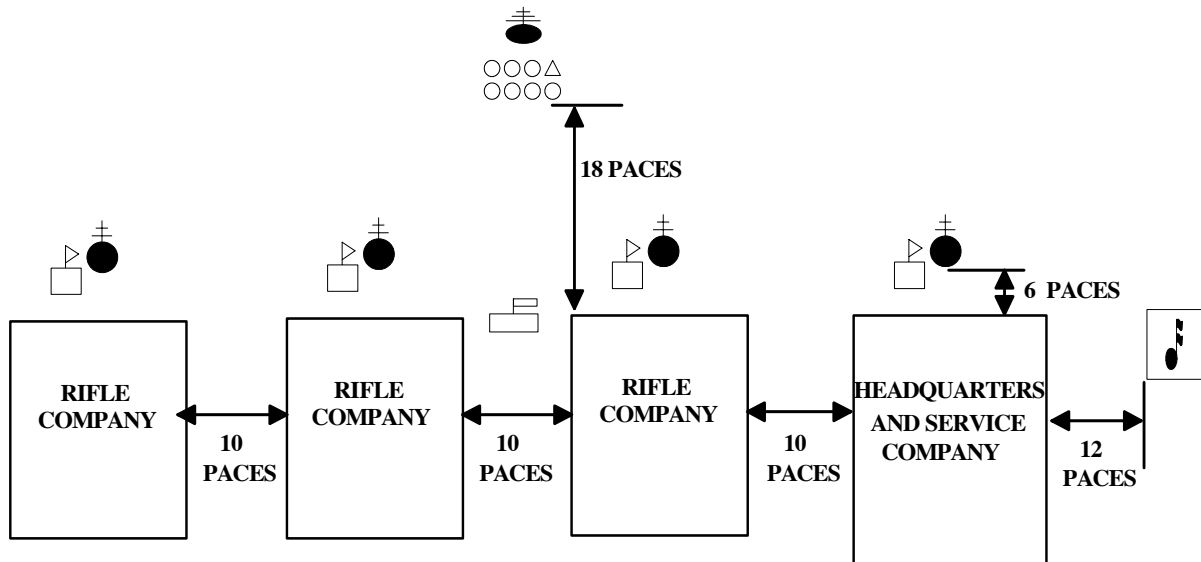 18 PACES
6 PACES
RIFLE
COMPANY
RIFLE
COMPANY
RIFLE
COMPANY
HEADQUARTERS
AND SERVICE
COMPANY
10
PACES
10
PACES
10
PACES
12
PACES